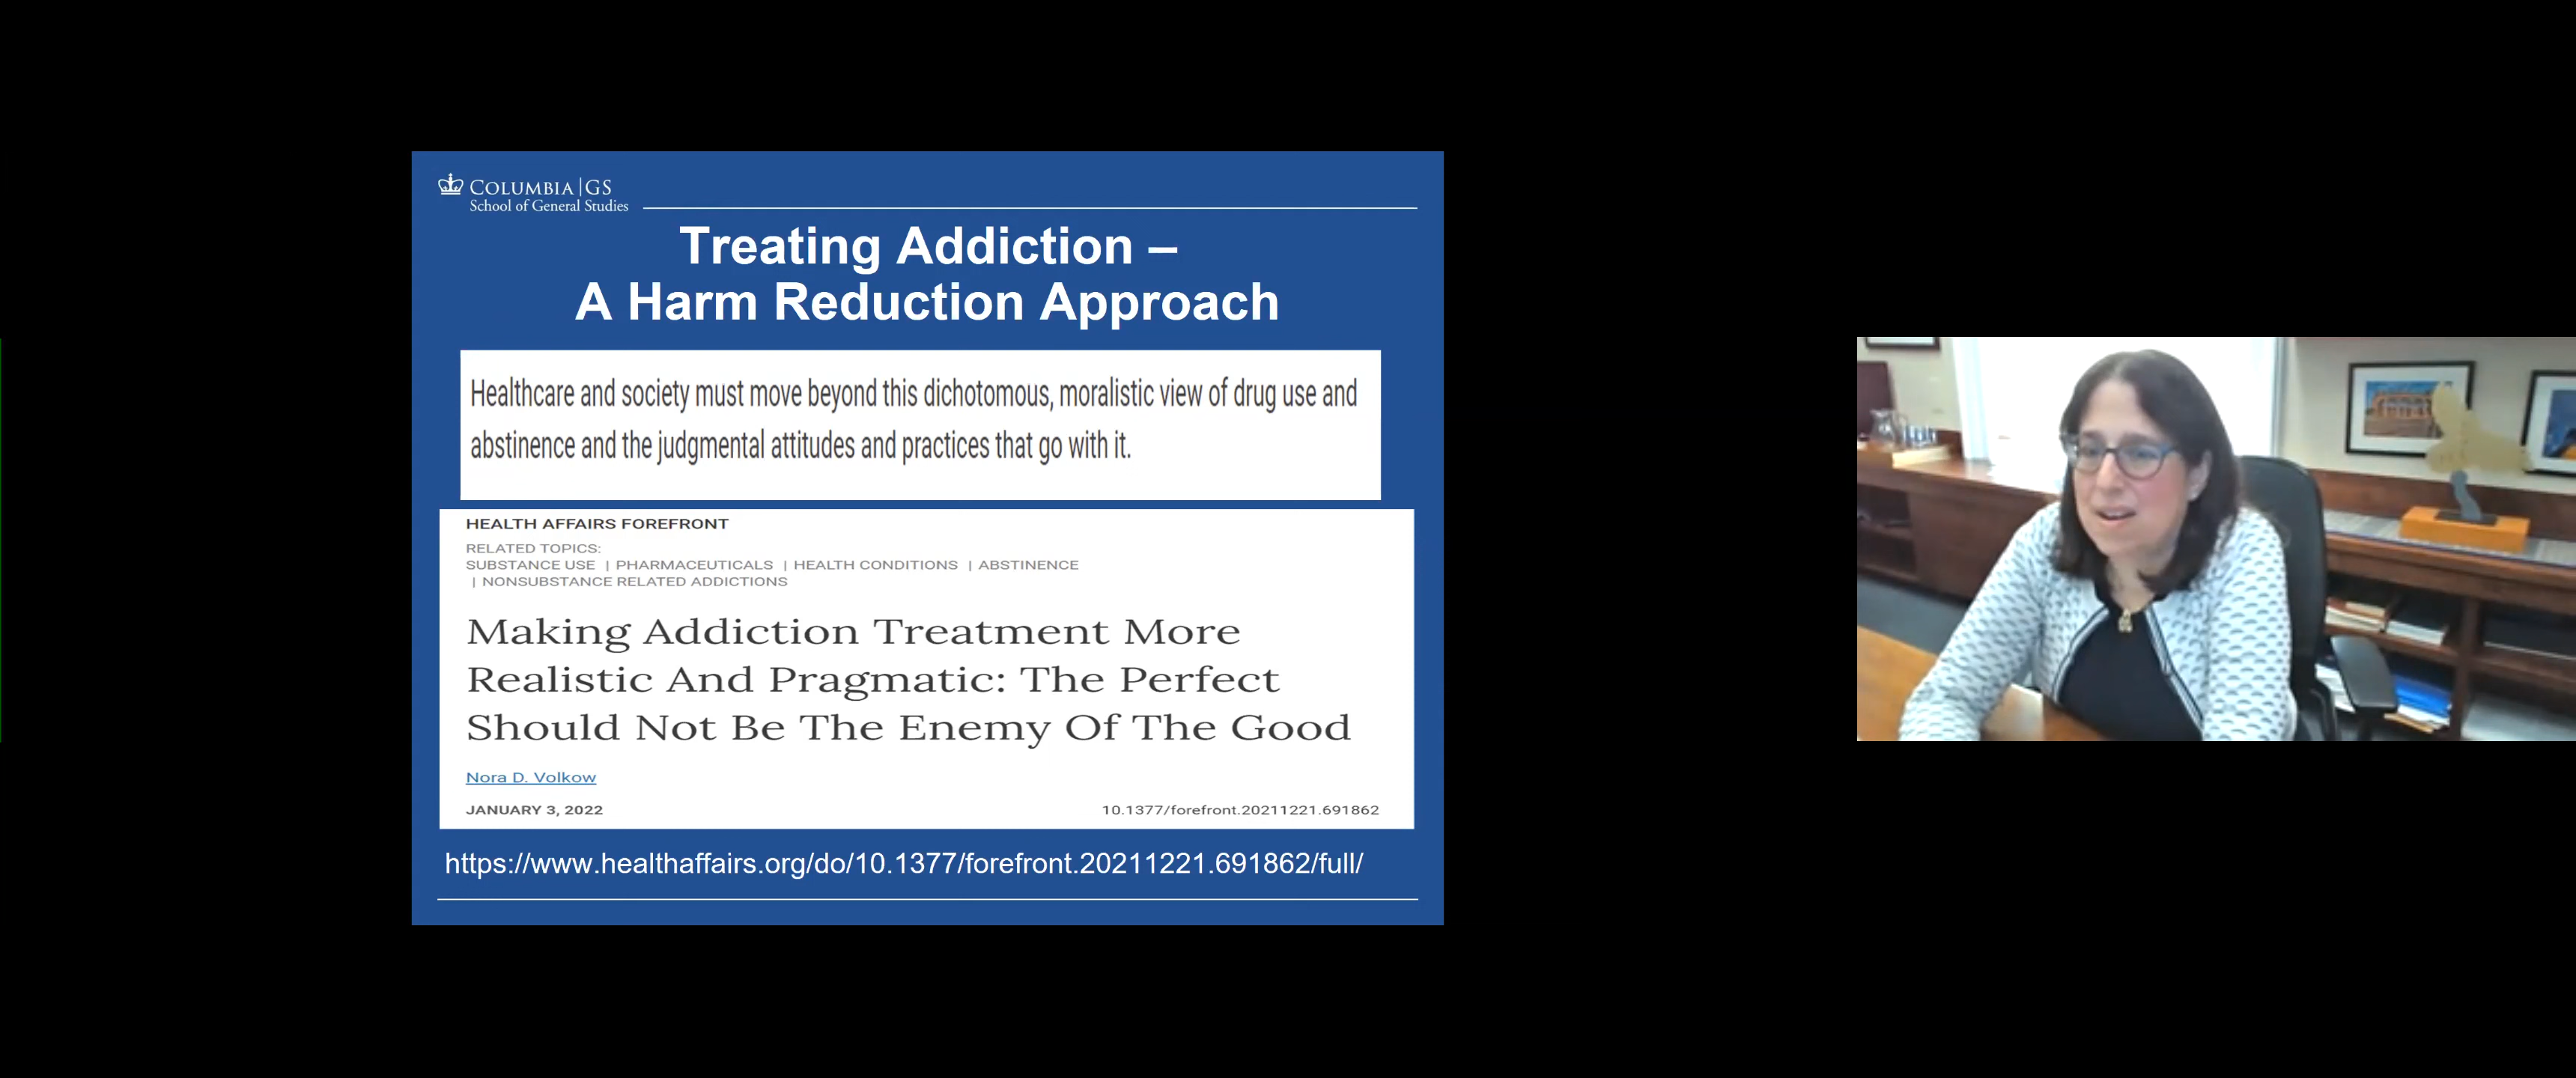 COLUMBIA|GS
School of General Studies
Treating Addiction –
A Harm Reduction Approach
Healthcare and society must move beyond this dichotomous, moralistic view of drug use and
abstinence and the judgmental attitudes and practices that go with it.
HEALTH AFFAIRS FOREFRONT
RELATED TOPICS:
SUBSTANCE USE | PHARMACEUTICALS | HEALTH CONDITIONS | ABSTINENCE
| NONSUBSTANCE RELATED ADDICTIONS
Making Addiction Treatment More
Realistic And Pragmatic: The Perfect
Should Not Be The Enemy Of The Good
Nora D. Volkow
JANUARY 3, 2022 10.1377/forefront.20211221.691862
https://www.healthaffairs.org/do/10.1377/forefront.20211221.691862/full/